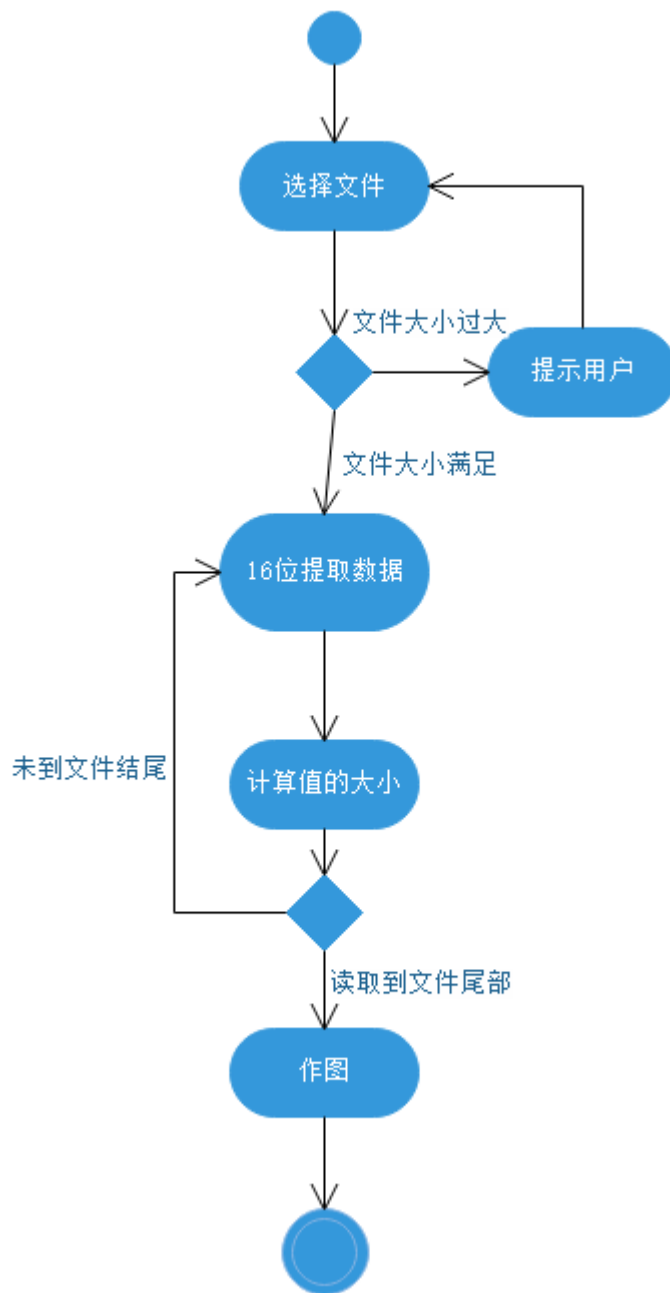 选择文件
文件大小过大
提示用户
文件大小满足
16位提取数据
计算值的大小
未到文件结尾
读取到文件尾部
作图